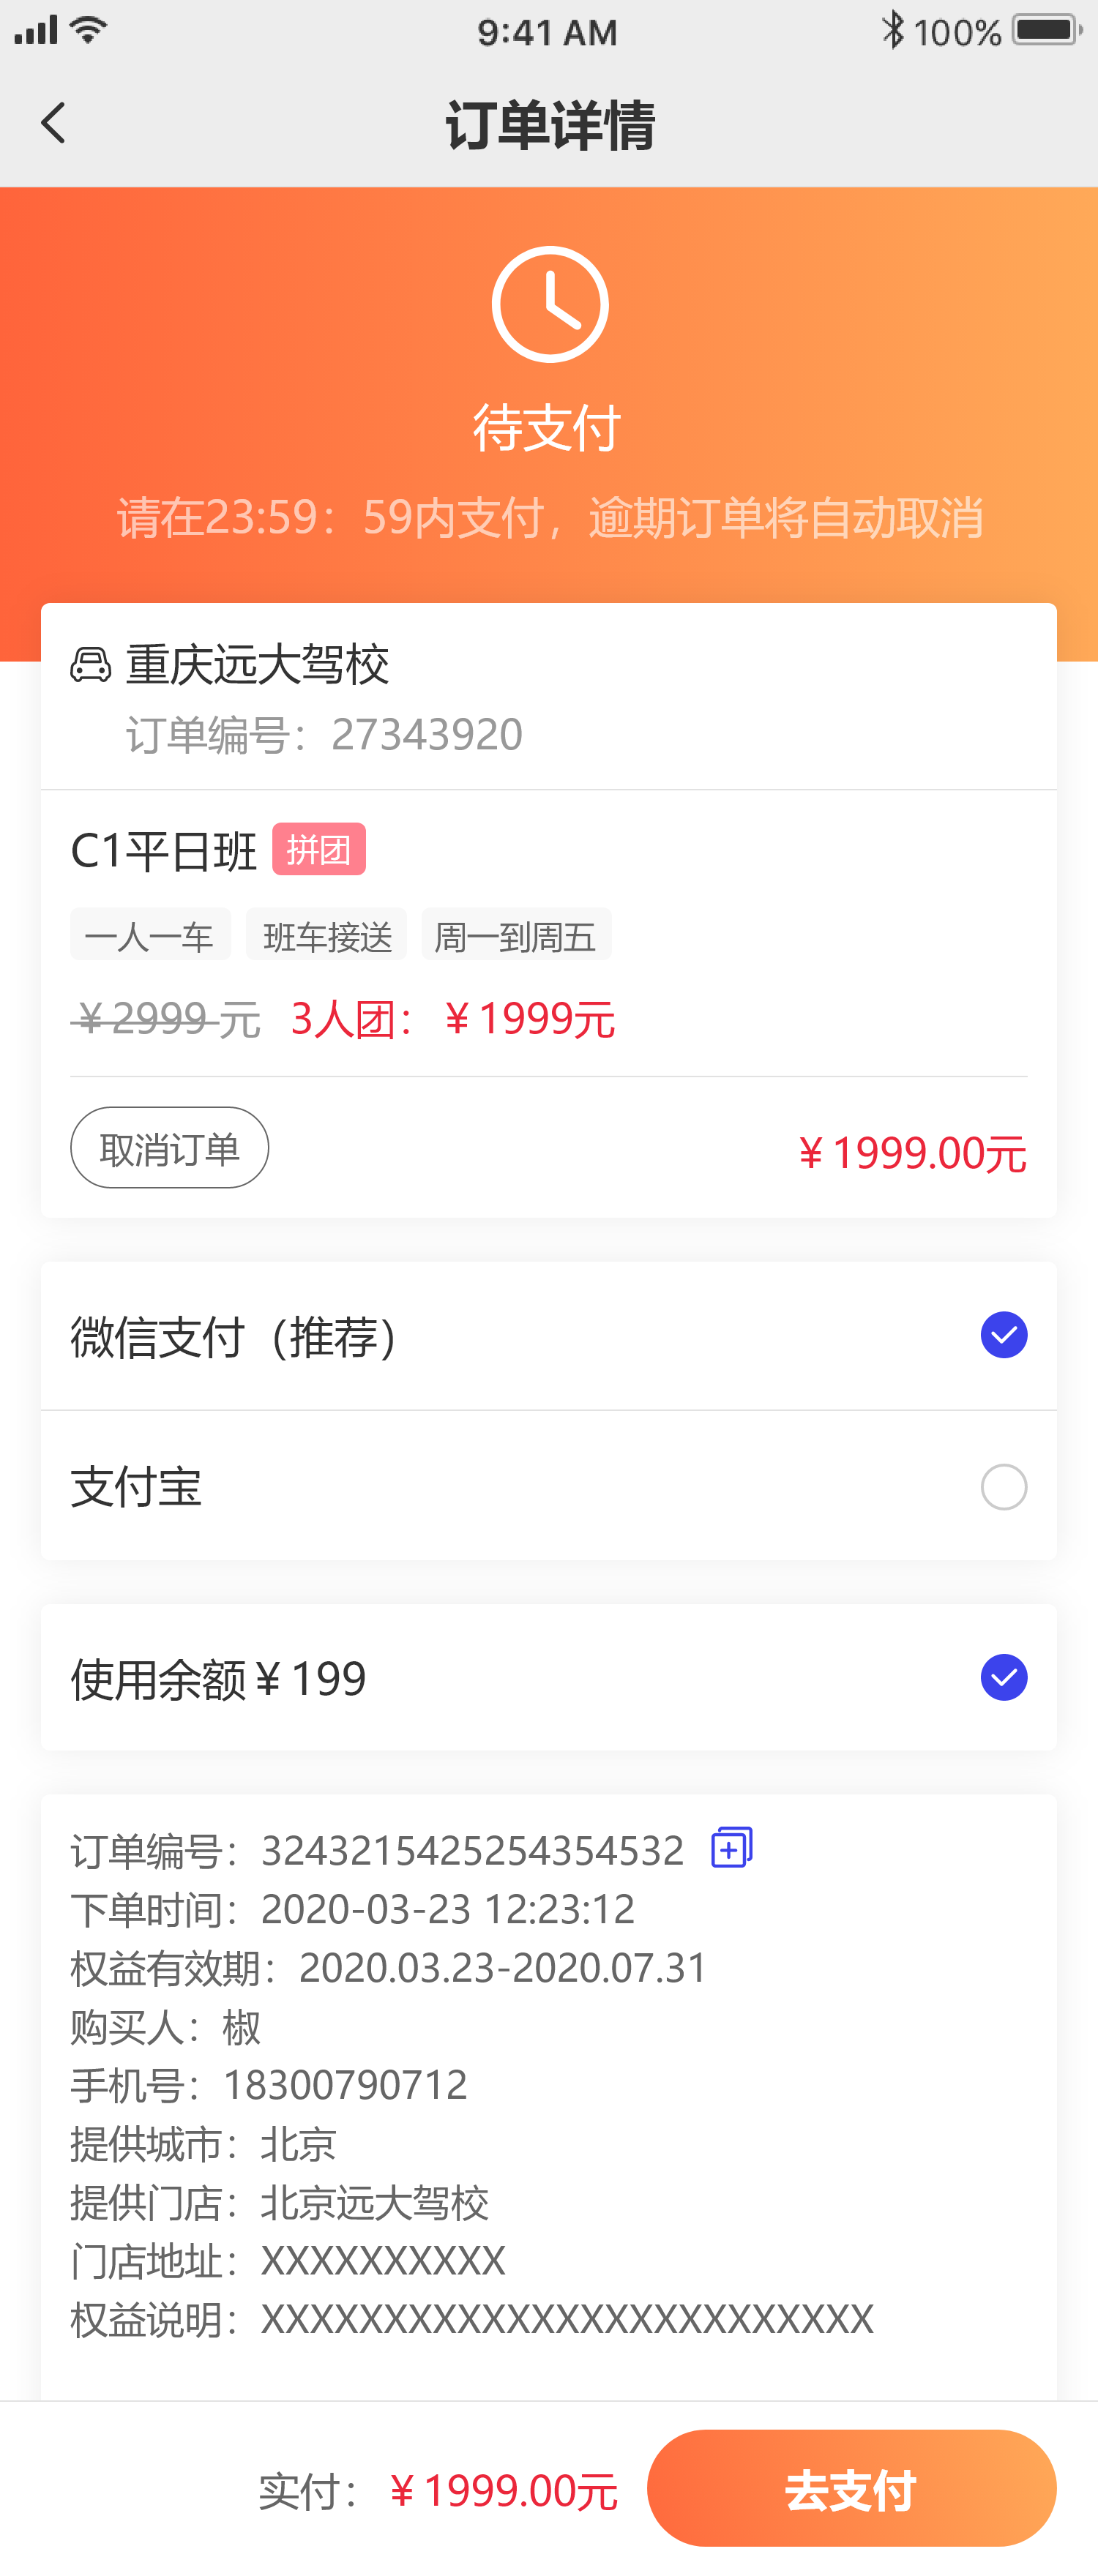 9:41 AM 100%
订单详情
待支付
请在23:59：59内支付，逾期订单将自动取消
重庆远大驾校
订单编号：27343920
C1平日班 拼团
一人一车 班车接送 周一到周五
￥2999 元 3人团：￥1999元
取消订单 ￥1999.00元
微信支付（推荐）
支付宝
使用余额￥199
订单编号：3243215425254354532
下单时间：2020-03-23 12:23:12
权益有效期：2020.03.23-2020.07.31
购买人：椒
手机号：18300790712
提供城市：北京
提供门店：北京远大驾校
门店地址：XXXXXXXXXX
权益说明：XXXXXXXXXXXXXXXXXXXXXXXXX
实付：￥1999.00元 去支付